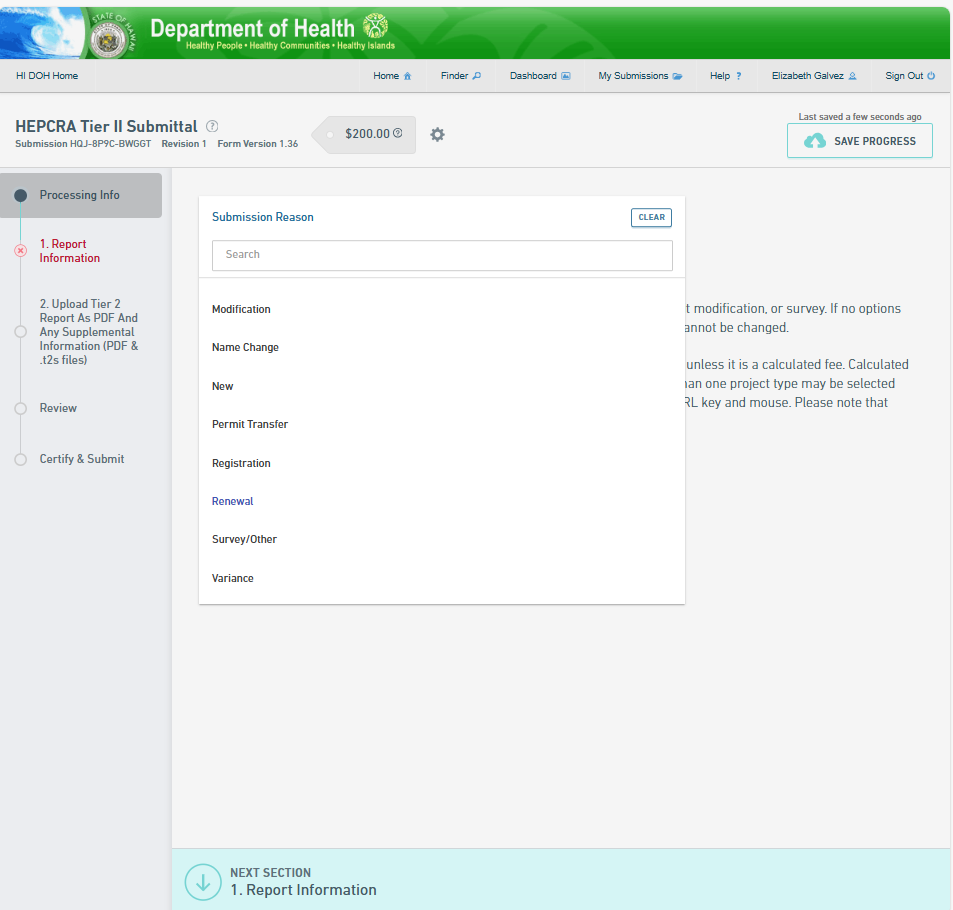 STATE OF HAWAII
Department of Health
Healthy People • Healthy Communities • Healthy Islands
HI DOH Home
Home
Finder
Dashboard
My Submissions
Help ?
Elizabeth Galvez
Sign Out
HEPCRA Tier II Submittal ?
Submission HQJ-8P9C-BWGGT Revision 1 Form Version 1.36
$200.00 ?
Last saved a few seconds ago
SAVE PROGRESS
Processing Info
1. Report
Information
2. Upload Tier 2
Report As PDF And
Any Supplemental
Information (PDF &
.t2s files)
Review
Certify & Submit
Submission Reason
CLEAR
Search
Modification
Name Change
New
Permit Transfer
Registration
Renewal
Survey/Other
Variance
t modification, or survey. If no options
annot be changed.
unless it is a calculated fee. Calculated
an one project type may be selected
RL key and mouse. Please note that
NEXT SECTION
1. Report Information